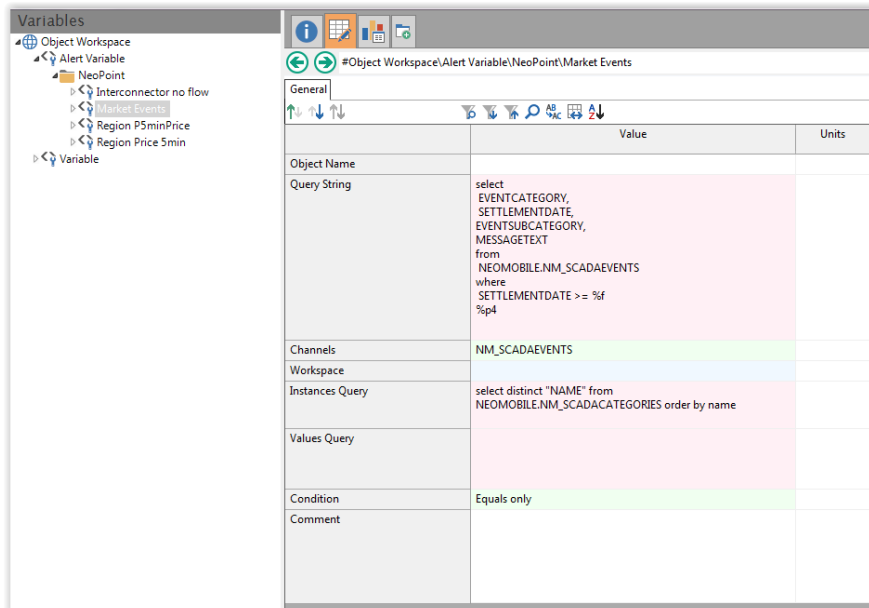 Variables
Object Workspace
Alert Variable
NeoPoint
Interconnector no flow
Market Events
Region P5minPrice
Region Price 5min
Variable
#Object Workspace\Alert Variable\NeoPoint\Market Events
General
Value Units
Object Name
Query String
select
EVENTCATEGORY,
SETTLEMENTDATE,
EVENTSUBCATEGORY,
MESSAGETEXT
from
NEOMOBILE.NM_SCADAEVENTS
where
SETTLEMENTDATE >= %f
%p4
Channels NM_SCADAEVENTS
Workspace
Instances Query select distinct "NAME" from
NEOMOBILE.NM_SCADACATEGORIES order by name
Values Query
Condition Equals only
Comment